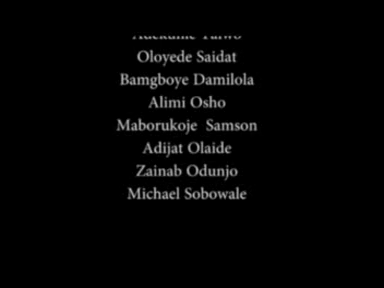 Oloyede Saidat
Bamgboye Damilola
Alimi Osho
Maborukoje Samson
Adijat Olaide
Zainab Odunjo
Michael Sobowale